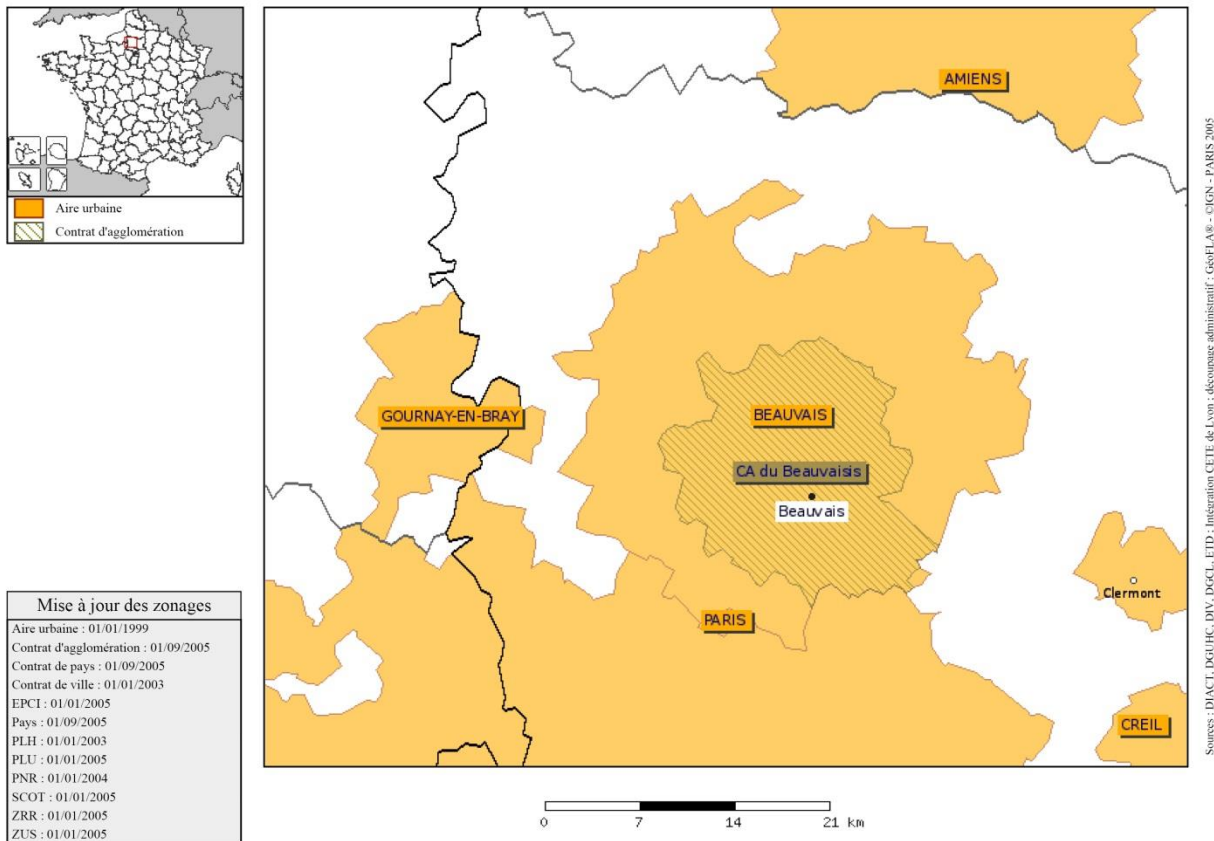 Aire urbaine
Contrat d'agglomération
AMIENS
GOURNAY-EN-BRAY
BEAUVAIS
CA du Beauvaisis
Beauvais
Clermont
PARIS
CREIL
Mise à jour des zonages
Aire urbaine : 01/01/1999
Contrat d'agglomération : 01/09/2005
Contrat de pays : 01/09/2005
Contrat de ville : 01/01/2003
EPCI : 01/01/2005
Pays : 01/09/2005
PLH : 01/01/2003
PLU : 01/01/2005
PNR : 01/01/2004
SCOT : 01/01/2005
ZRR : 01/01/2005
ZUS : 01/01/2005
0 7 14 21 km
Sources : DIACT, DGUHC, DIV, DGCL, ETD ; Intégration CETE de Lyon ; découpage administratif : GéoFLA® - ©IGN - PARIS 2005